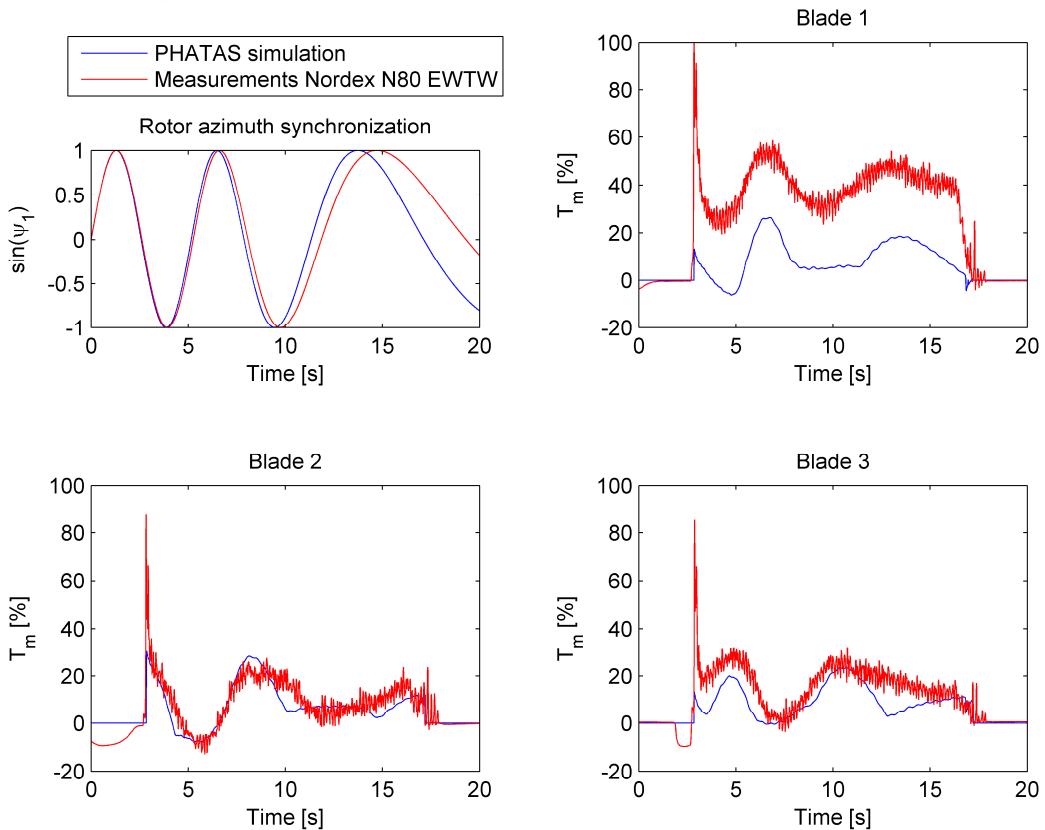 PHATAS simulation
Measurements Nordex N80 EWTW
Rotor azimuth synchronization
1
0.5
0
-0.5
-1
sin(ψ1)
0 5 10 15 20
Time [s]
Blade 1
100
80
60
40
20
0
-20
Tm [%]
0 5 10 15 20
Time [s]
Blade 2
100
80
60
40
20
0
-20
Tm [%]
0 5 10 15 20
Time [s]
Blade 3
100
80
60
40
20
0
-20
Tm [%]
0 5 10 15 20
Time [s]